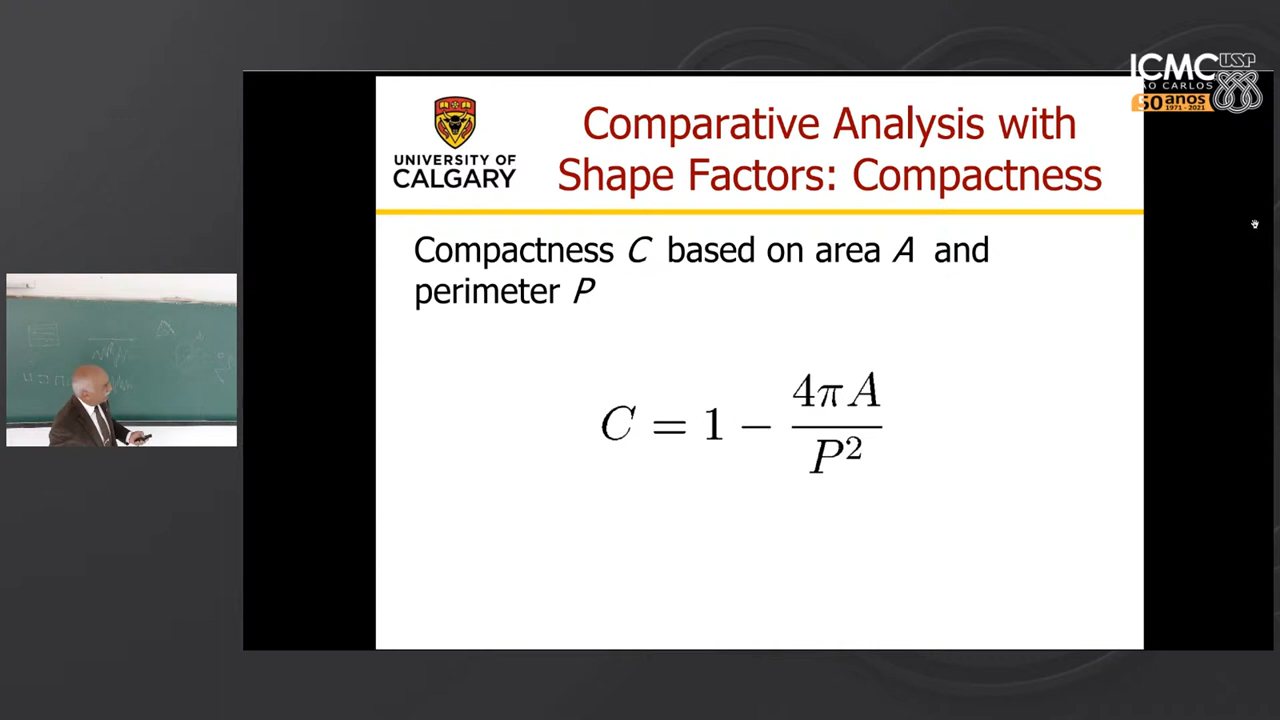 ICMC USP
SÃO CARLOS
50 anos
1971 - 2021
UNIVERSITY OF
CALGARY
Comparative Analysis with
Shape Factors: Compactness
Compactness C based on area A and
perimeter P
C = 1 - 4πA / P²